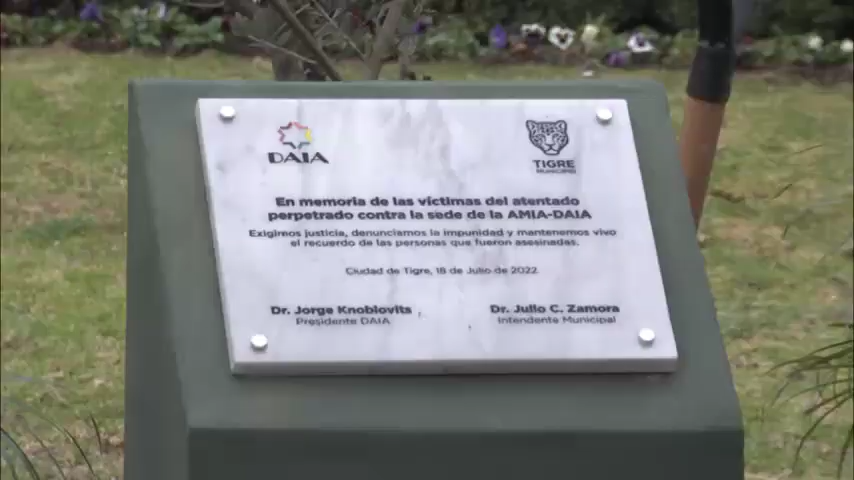 DAIA
TIGRE
MUNICIPIO
En memoria de las víctimas del atentado
perpetrado contra la sede de la AMIA-DAIA
Exigimos justicia, denunciamos la impunidad y mantenemos vivo
el recuerdo de las personas que fueron asesinadas.
Ciudad de Tigre, 18 de Julio de 2022.
Dr. Jorge Knoblovits
Presidente DAIA
Dr. Julio C. Zamora
Intendente Municipal